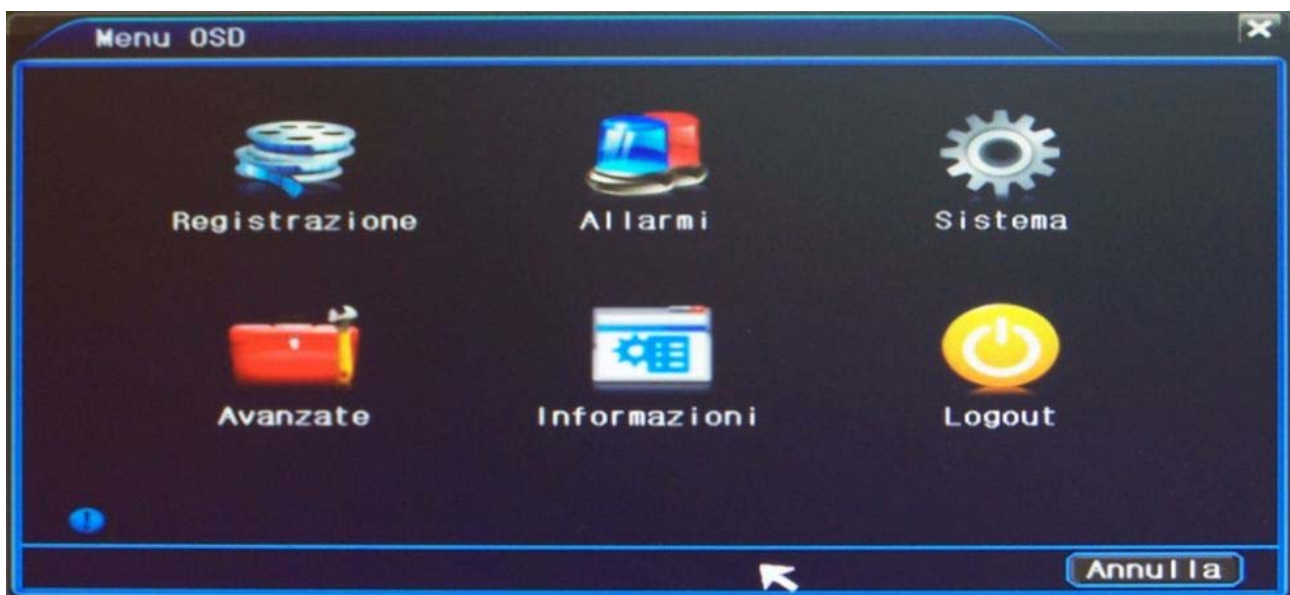 Menu OSD
Registrazione
Allarmi
Sistema
Avanzate
Informazioni
Logout
Annulla